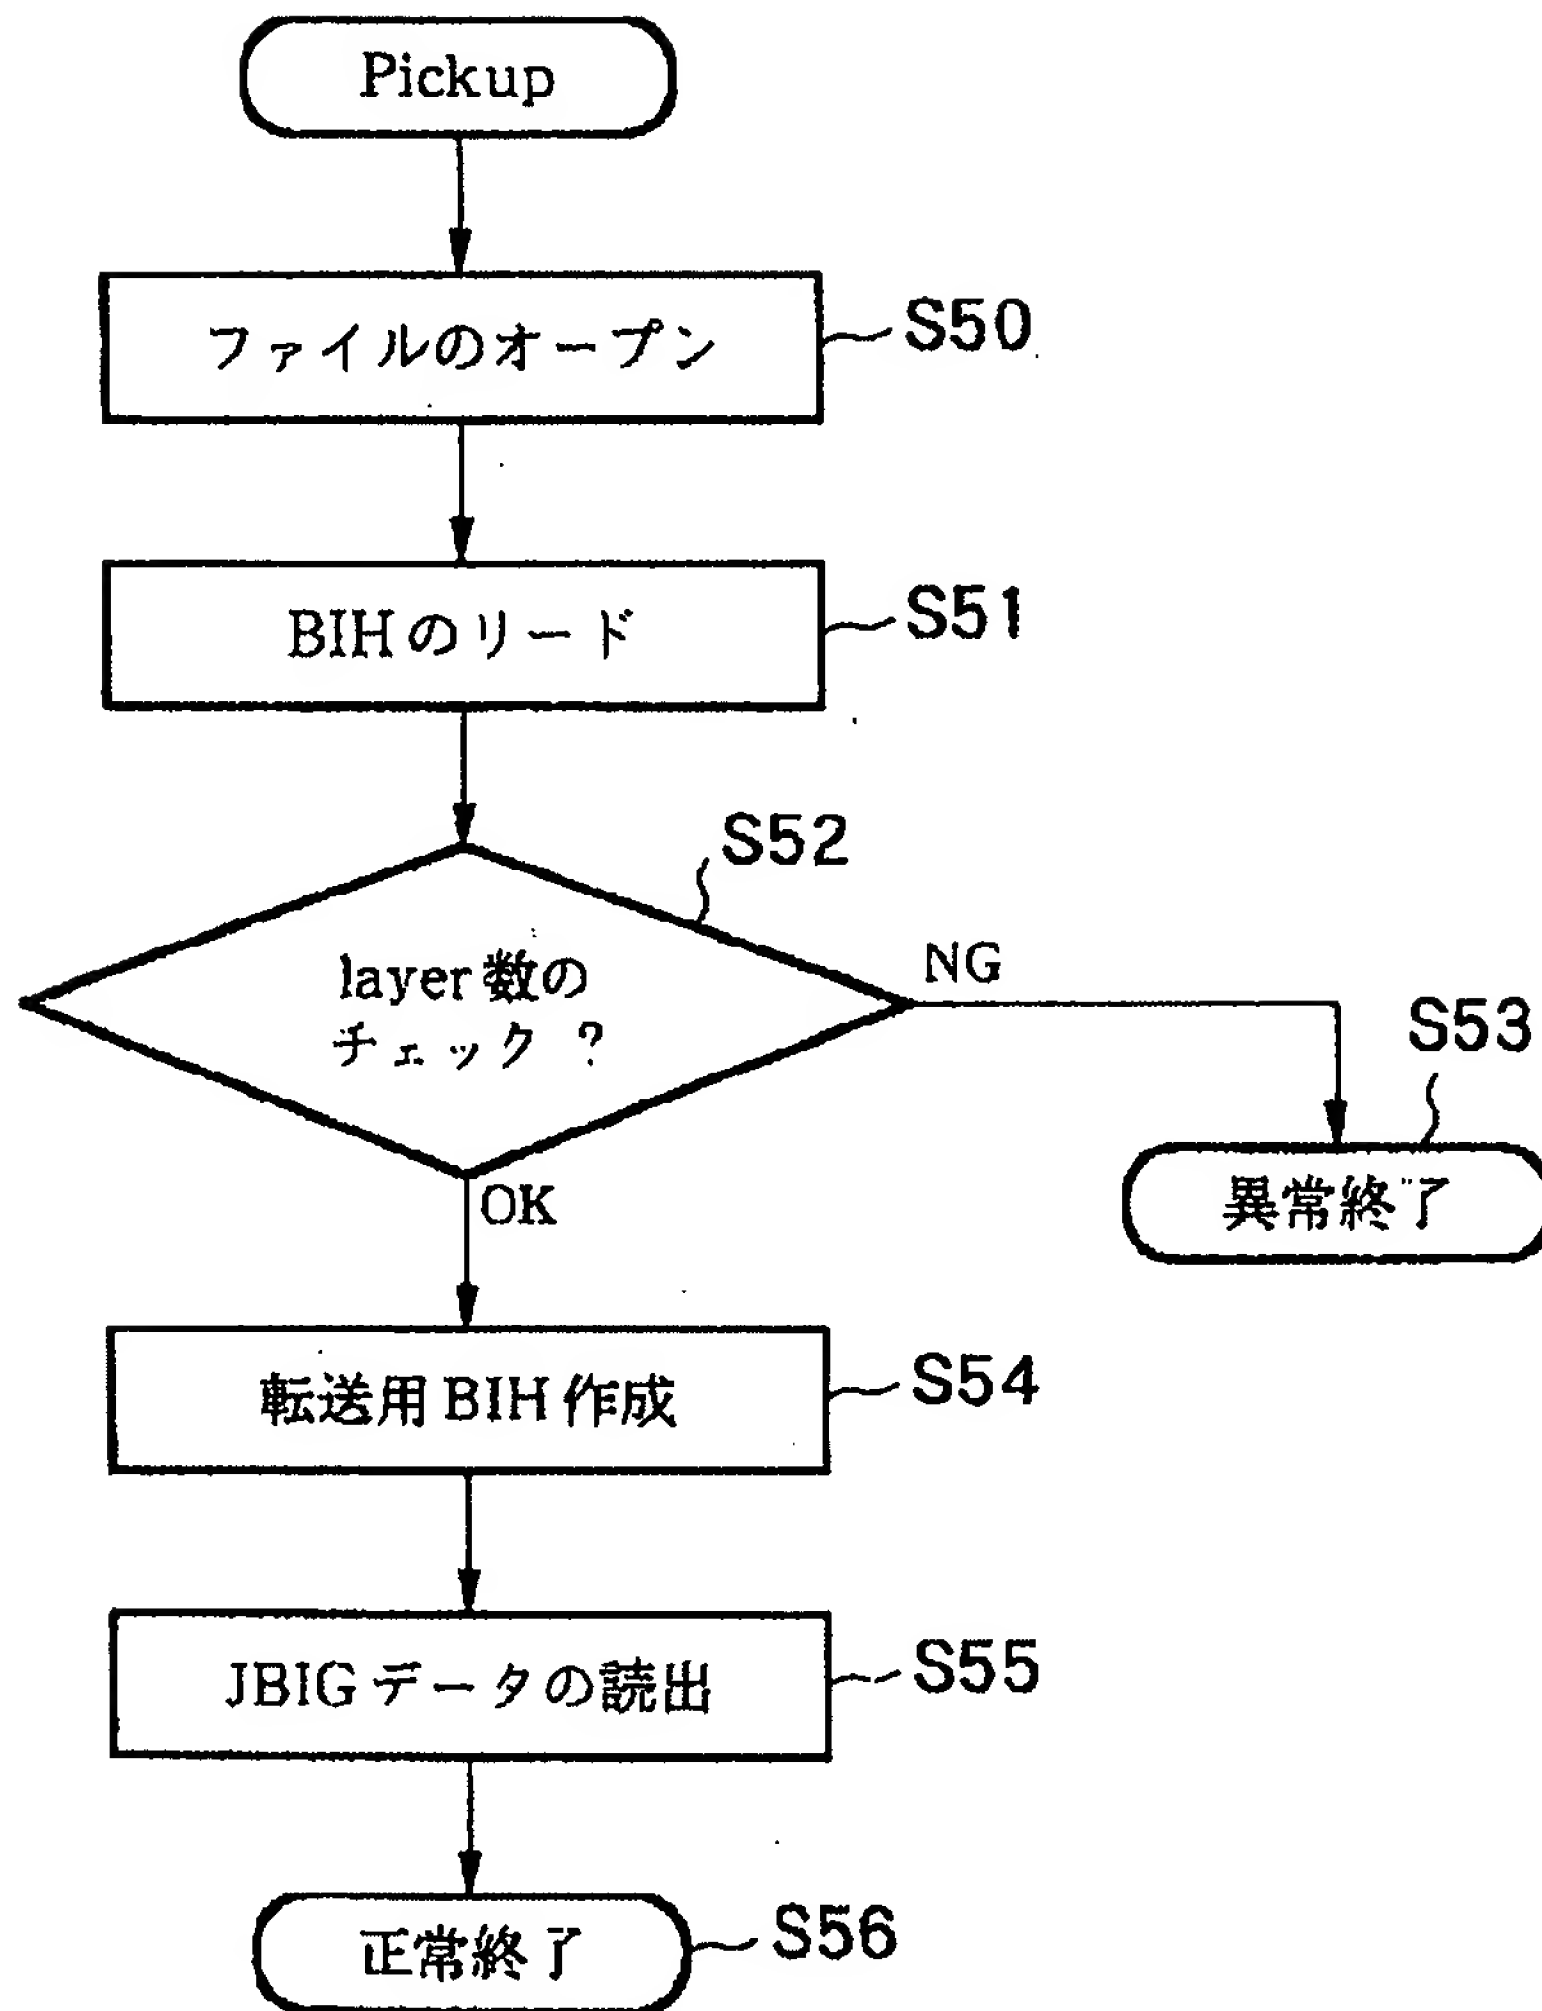 Pickup
ファイルのオープン
S50
BIHのリード
S51
S52
layer数の
チェック?
NG
S53
異常終了
OK
転送用BIH作成
S54
JBIGデータの読出
S55
正常終了
S56